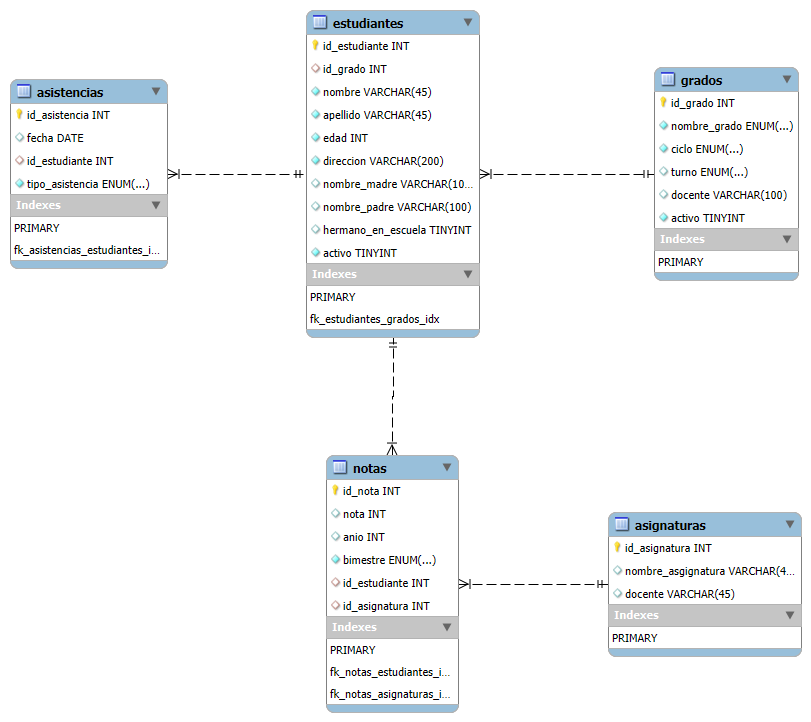 estudiantes
id_estudiante INT
id_grado INT
nombre VARCHAR(45)
apellido VARCHAR(45)
edad INT
direccion VARCHAR(200)
nombre_madre VARCHAR(10...
nombre_padre VARCHAR(100)
hermano_en_escuela TINYINT
activo TINYINT
Indexes
PRIMARY
fk_estudiantes_grados_idx
asistencias
id_asistencia INT
fecha DATE
id_estudiante INT
tipo_asistencia ENUM(...)
Indexes
PRIMARY
fk_asistencias_estudiantes_i...
grados
id_grado INT
nombre_grado ENUM(...)
ciclo ENUM(...)
turno ENUM(...)
docente VARCHAR(100)
activo TINYINT
Indexes
PRIMARY
notas
id_nota INT
nota INT
anio INT
bimestre ENUM(...)
id_estudiante INT
id_asignatura INT
Indexes
PRIMARY
fk_notas_estudiantes_i...
fk_notas_asignaturas_i...
asignaturas
id_asignatura INT
nombre_asgignatura VARCHAR(4...
docente VARCHAR(45)
Indexes
PRIMARY